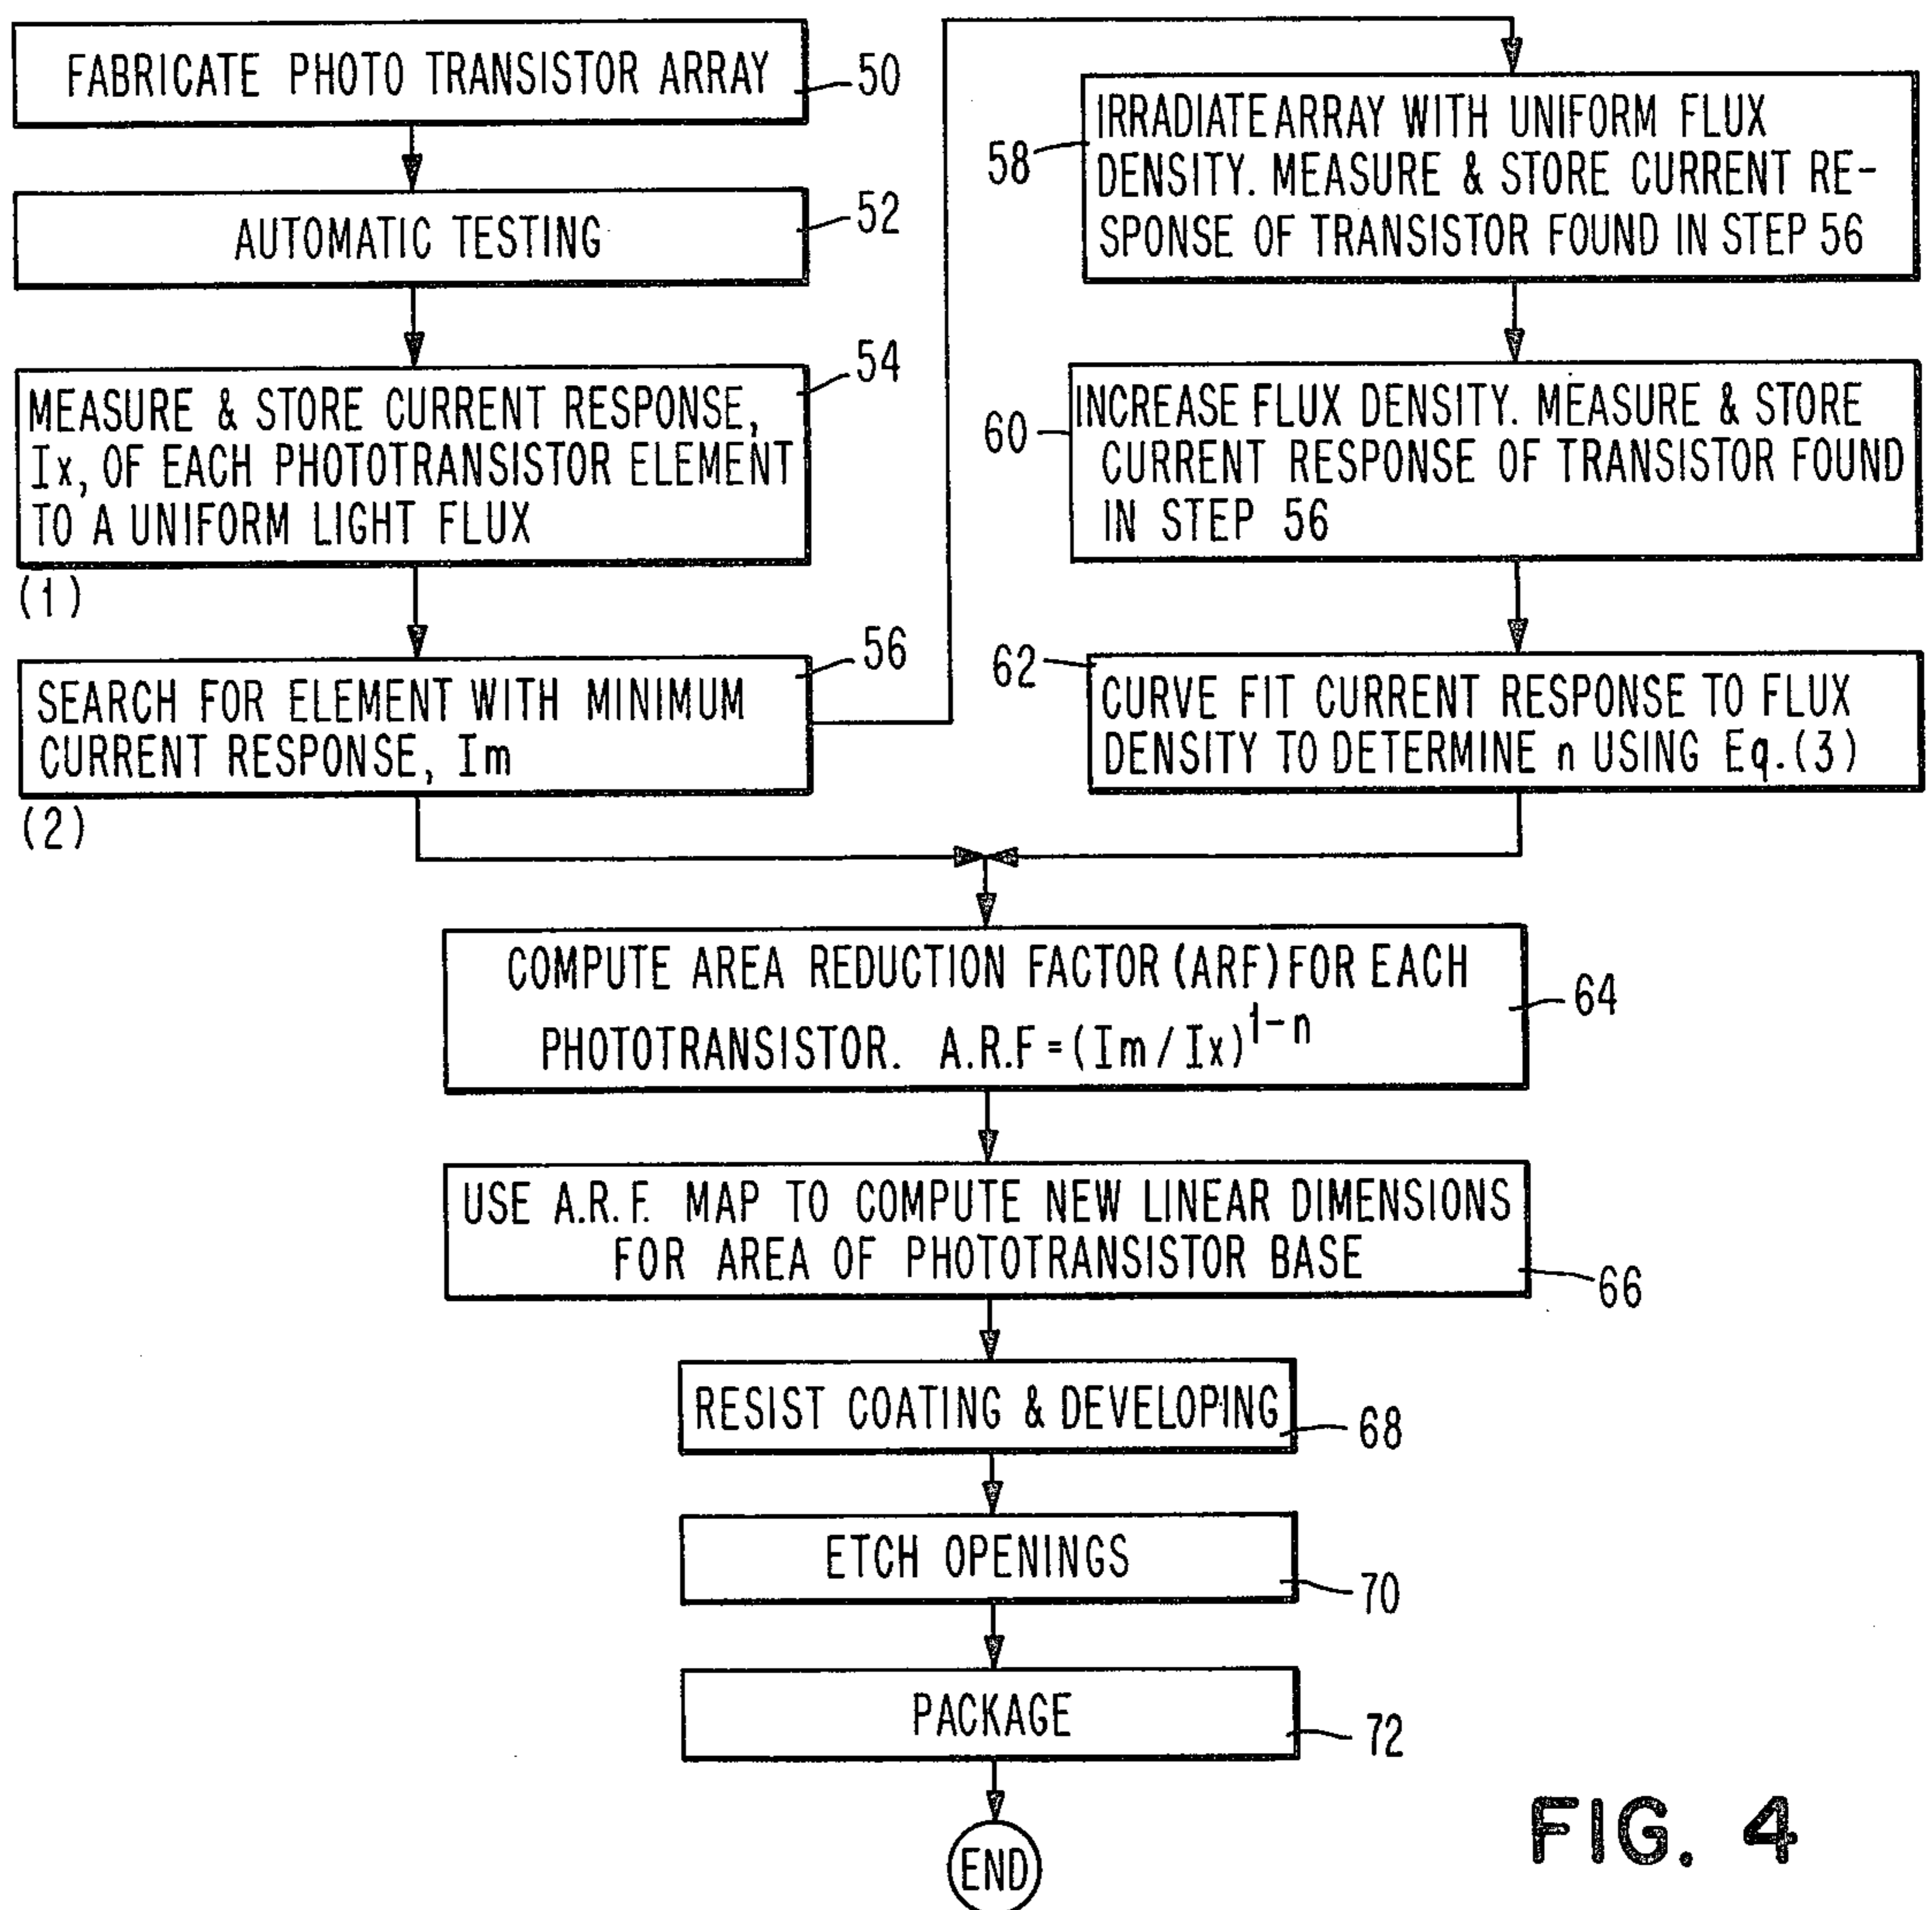 FABRICATE PHOTO TRANSISTOR ARRAY
50
AUTOMATIC TESTING
52
54
MEASURE & STORE CURRENT RESPONSE,
Ix, OF EACH PHOTOTRANSISTOR ELEMENT
TO A UNIFORM LIGHT FLUX
(1)
56
SEARCH FOR ELEMENT WITH MINIMUM
CURRENT RESPONSE, Im
(2)
58
IRRADIATE ARRAY WITH UNIFORM FLUX
DENSITY. MEASURE & STORE CURRENT RE-
SPONSE OF TRANSISTOR FOUND IN STEP 56
60
INCREASE FLUX DENSITY. MEASURE & STORE
CURRENT RESPONSE OF TRANSISTOR FOUND
IN STEP 56
62
CURVE FIT CURRENT RESPONSE TO FLUX
DENSITY TO DETERMINE n USING Eq.(3)
COMPUTE AREA REDUCTION FACTOR (ARF) FOR EACH
PHOTOTRANSISTOR. A.R.F = (Im / Ix)^1-n
64
USE A.R.F. MAP TO COMPUTE NEW LINEAR DIMENSIONS
FOR AREA OF PHOTOTRANSISTOR BASE
66
RESIST COATING & DEVELOPING
68
ETCH OPENINGS
70
PACKAGE
72
END
FIG. 4